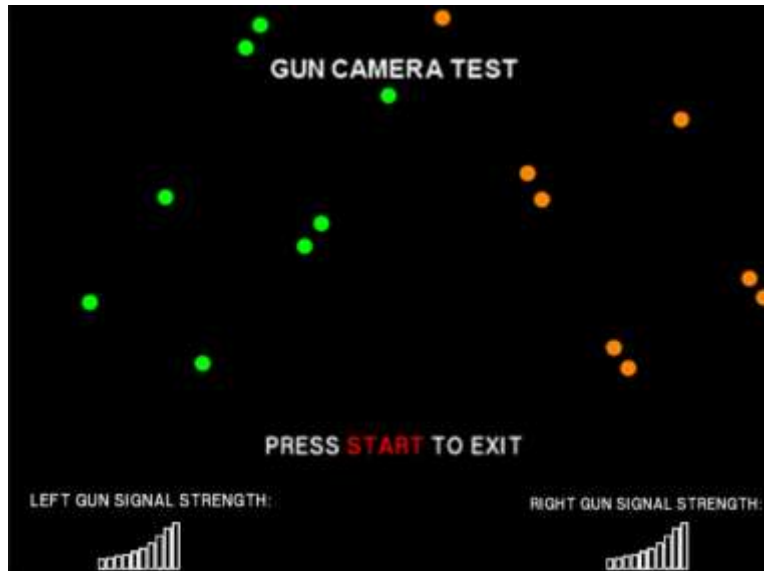 GUN CAMERA TEST
PRESS START TO EXIT
LEFT GUN SIGNAL STRENGTH:
RIGHT GUN SIGNAL STRENGTH: